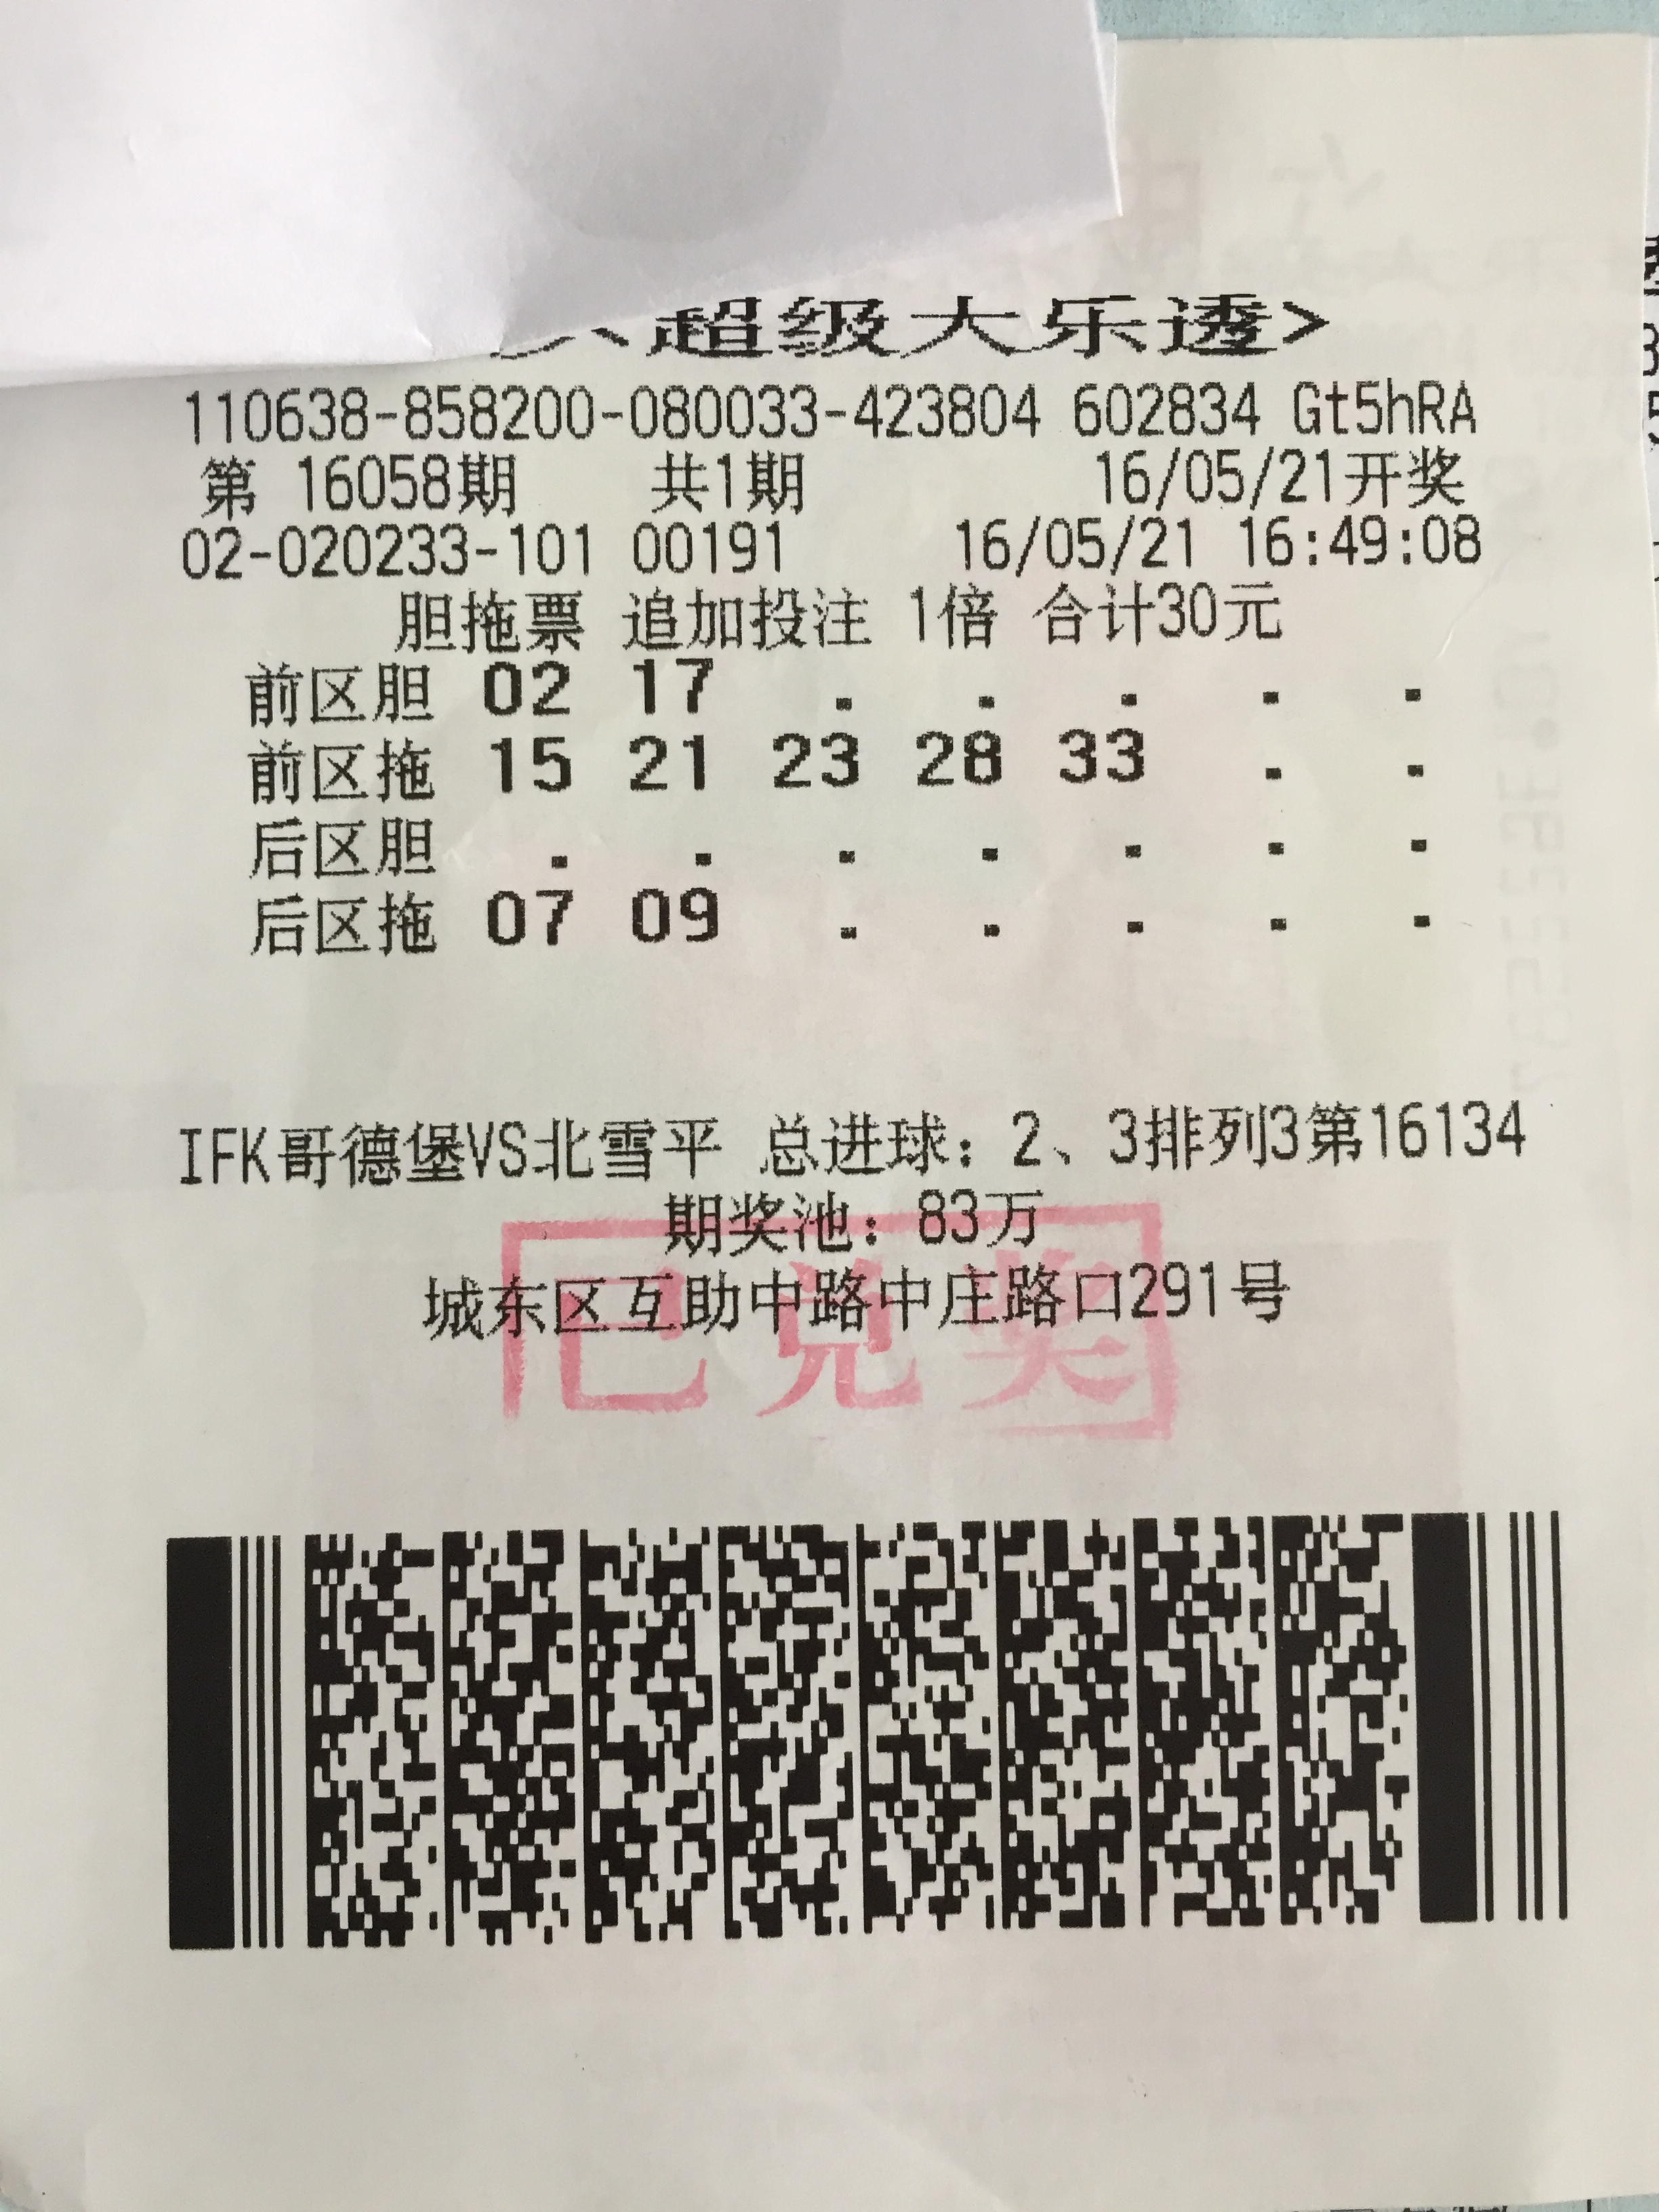 超级大乐透>
110638-858200-080033-423804 602834 Gt5hRA
第 16058期 共1期 16/05/21开奖
02-020233-101 00191 16/05/21 16:49:08
胆拖票 追加投注 1倍 合计30元
前区胆 02 17 . . . . .
前区拖 15 21 23 28 33 . .
后区胆 . . . . . . .
后区拖 07 09 . . . . .
IFK哥德堡VS北雪平 总进球：2、3排列3第16134
期奖池：83万
城东区互助中路中庄路口291号
已兑奖